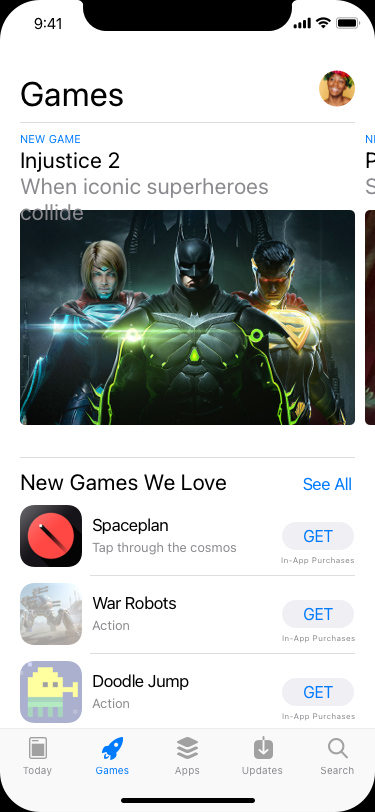 9:41
Games
NEW GAME
Injustice 2
When iconic superheroes
collide
New Games We Love
See All
Spaceplan
Tap through the cosmos
GET
In-App Purchases
War Robots
Action
GET
In-App Purchases
Doodle Jump
Action
GET
In-App Purchases
Today
Games
Apps
Updates
Search